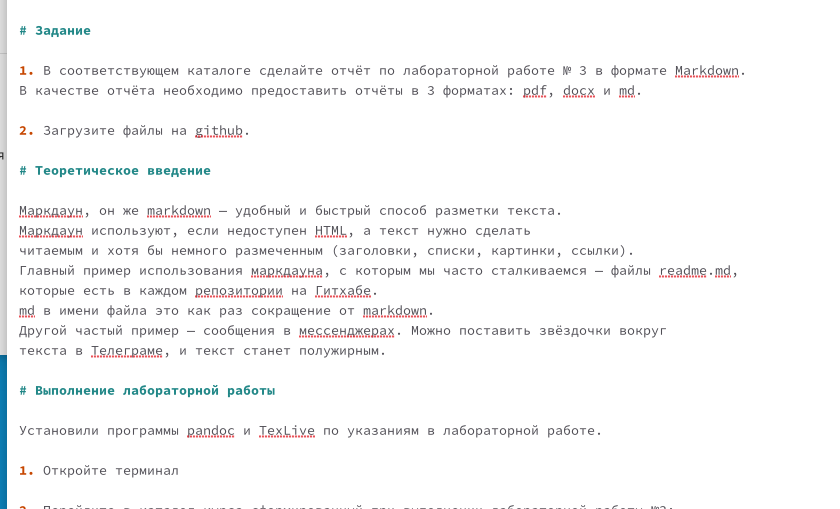 # Задание
1. В соответствующем каталоге сделайте отчёт по лабораторной работе № 3 в формате Markdown.
В качестве отчёта необходимо предоставить отчёты в 3 форматах: pdf, docx и md.
2. Загрузите файлы на github.
я
# Теоретическое введение
Маркдаун, он же markdown — удобный и быстрый способ разметки текста.
Маркдаун используют, если недоступен HTML, а текст нужно сделать
читаемым и хотя бы немного размеченным (заголовки, списки, картинки, ссылки).
Главный пример использования маркдауна, с которым мы часто сталкиваемся — файлы readme.md,
которые есть в каждом репозитории на Гитхабе.
md в имени файла это как раз сокращение от markdown.
Другой частый пример — сообщения в мессенджерах. Можно поставить звёздочки вокруг
текста в Телеграме, и текст станет полужирным.
# Выполнение лабораторной работы
Установили программы pandoc и TexLive по указаниям в лабораторной работе.
1. Откройте терминал